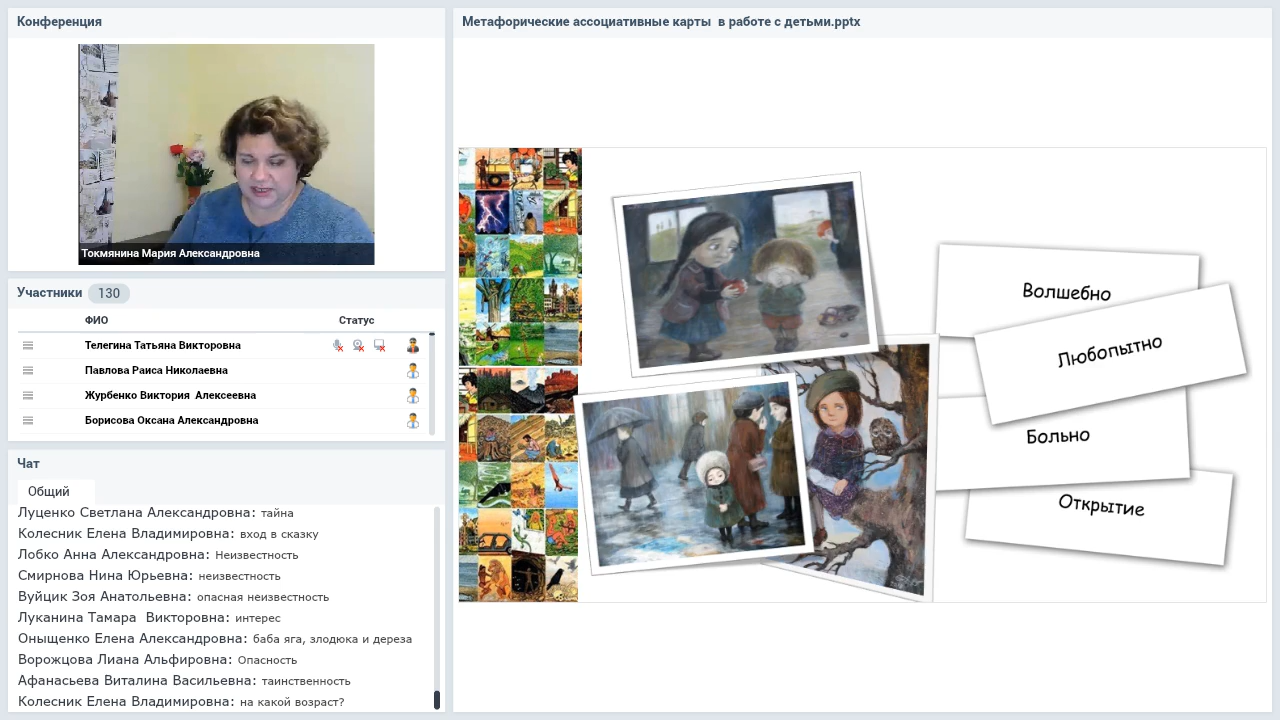 Конференция
Токмянина Мария Александровна
Участники 130
ФИО Статус
Телегина Татьяна Викторовна
Павлова Раиса Николаевна
Журбенко Виктория Алексеевна
Борисова Оксана Александровна
Чат
Общий
Луценко Светлана Александровна: тайна
Колесник Елена Владимировна: вход в сказку
Лобко Анна Александровна: Неизвестность
Смирнова Нина Юрьевна: неизвестность
Вуйцик Зоя Анатольевна: опасная неизвестность
Луканина Тамара Викторовна: интерес
Онищенко Елена Александровна: баба яга, злодюка и дереза
Ворожцова Лиана Альфировна: Опасность
Афанасьева Виталина Васильевна: таинственность
Колесник Елена Владимировна: на какой возраст?
Метафорические ассоциативные карты в работе с детьми.pptx
Волшебно
Любопытно
Больно
Открытие